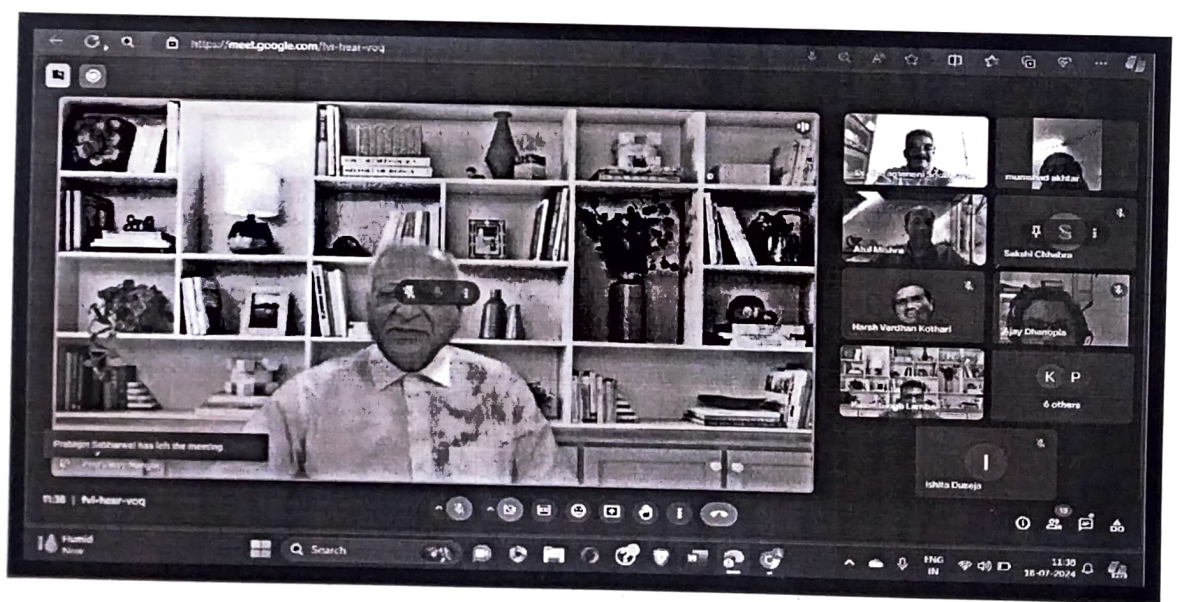 https://meet.google.com/fvi-hear-voq
mumshad akhtar
Atul Mishra
S
Sakshi Chhabra
Harsh Vardhan Kothari
Ajay Dhanopia
K P
6 others
has left the meeting
I
Ishita Duseja
11:38 | fvi-hear-voq
13
Humid
Now
Search
ENG
IN
11:38
16-07-2024